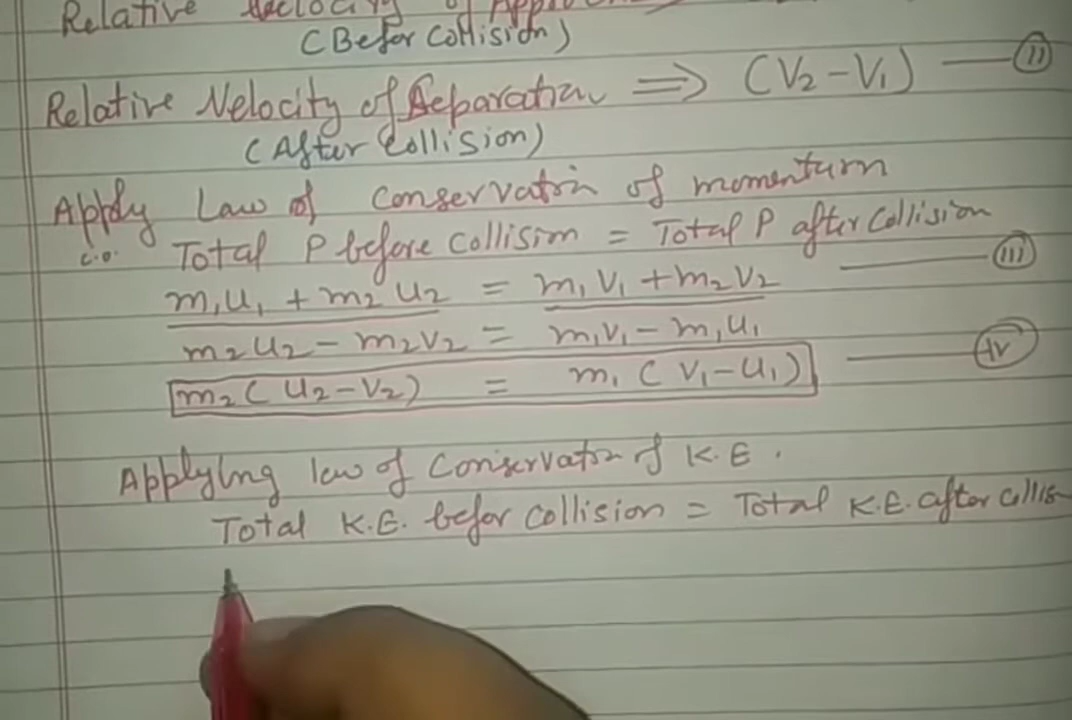 Relative of
(Befor Collision)
Relative Velocity of Separation ⟹ (V₂-V₁) — (II)
(After Collision)
Apply Law of Conservation of momentum
c.o. Total P before Collision = Total P after Collision
m₁u₁ + m₂u₂ = m₁v₁ + m₂v₂ — (III)
m₂u₂ - m₂v₂ = m₁v₁ - m₁u₁
m₂(u₂-v₂) = m₁(v₁-u₁) — (IV)
Applying law of Conservation of K.E.
Total K.E. befor Collision = Total K.E. after Collis